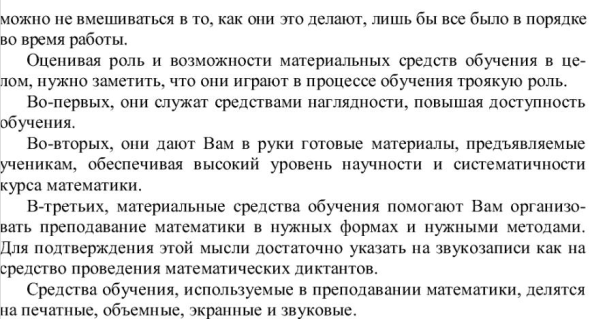 можно не вмешиваться в то, как они это делают, лишь бы все было в порядке
во время работы.
Оценивая роль и возможности материальных средств обучения в це-
лом, нужно заметить, что они играют в процессе обучения троякую роль.
Во-первых, они служат средствами наглядности, повышая доступность
обучения.
Во-вторых, они дают Вам в руки готовые материалы, предъявляемые
ученикам, обеспечивая высокий уровень научности и систематичности
курса математики.
В-третьих, материальные средства обучения помогают Вам организо-
вать преподавание математики в нужных формах и нужными методами.
Для подтверждения этой мысли достаточно указать на звукозаписи как на
средство проведения математических диктантов.
Средства обучения, используемые в преподавании математики, делятся
на печатные, объемные, экранные и звуковые.